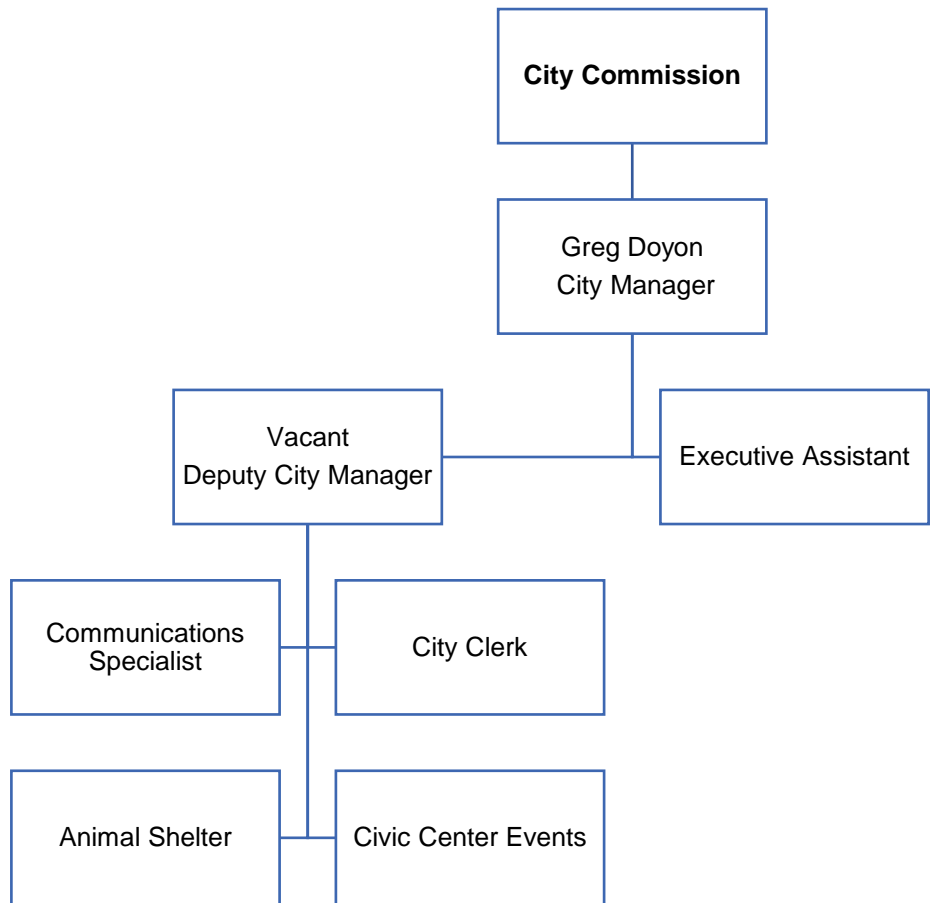 City Commission
Greg Doyon
City Manager
Vacant
Deputy City Manager
Executive Assistant
Communications
Specialist
City Clerk
Animal Shelter
Civic Center Events